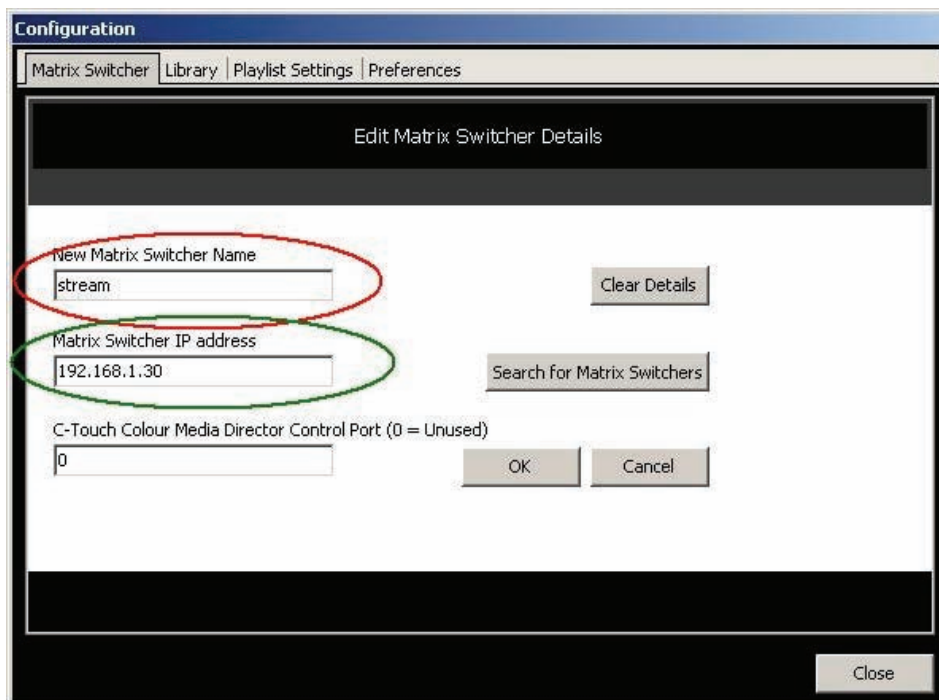 Configuration
Matrix Switcher Library Playlist Settings Preferences
Edit Matrix Switcher Details
New Matrix Switcher Name
stream
Clear Details
Matrix Switcher IP address
192.168.1.30
Search for Matrix Switchers
C-Touch Colour Media Director Control Port (0 = Unused)
0
OK Cancel
Close